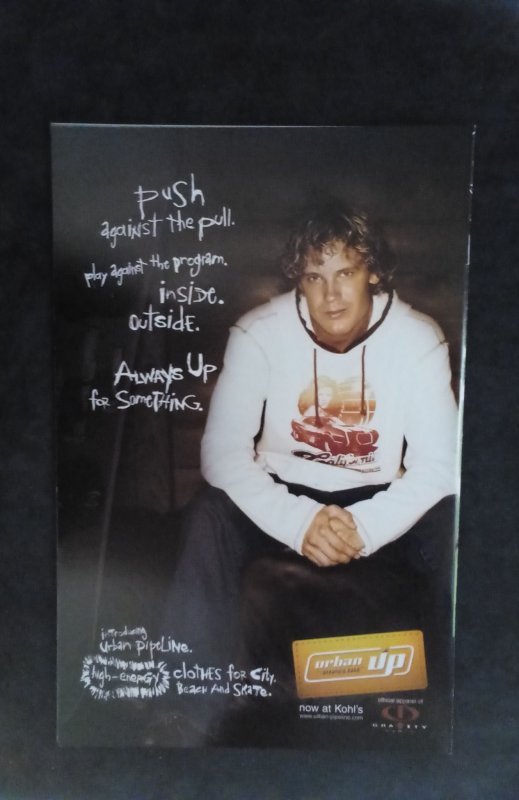 push
against the pull.
play against the program.
inside.
outside.
Always Up
for Something.
introducing
urban pipeline.
high-energy clothes for City,
Beach And Skate.
urban up
now at Kohl's
www.urban-pipeline.com
official apparel of
GRAVITY